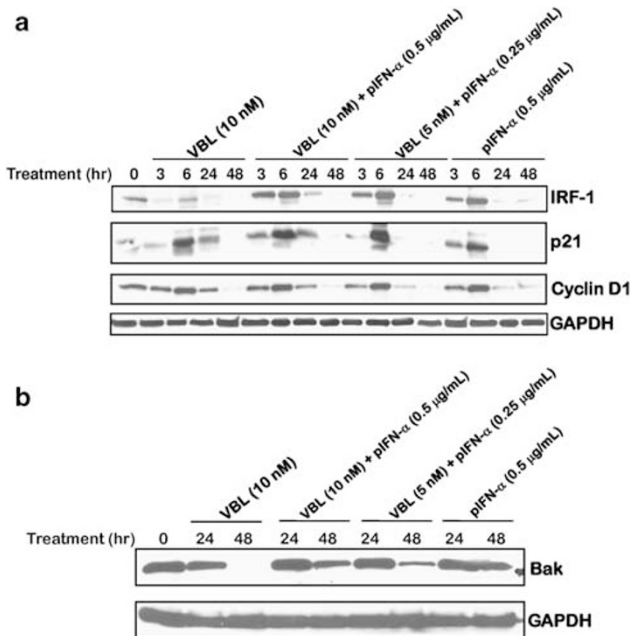 a
VBL (10 nM)
VBL (10 nM) + pIFN-α (0.5 µg/mL)
VBL (5 nM) + pIFN-α (0.25 µg/mL)
pIFN-α (0.5 µg/mL)
Treatment (hr) 0 3 6 24 48 3 6 24 48 3 6 24 48 3 6 24 48
IRF-1
p21
Cyclin D1
GAPDH
b
VBL (10 nM)
VBL (10 nM) + pIFN-α (0.5 µg/mL)
VBL (5 nM) + pIFN-α (0.25 µg/mL)
pIFN-α (0.5 µg/mL)
Treatment (hr) 0 24 48 24 48 24 48 24 48
Bak
GAPDH